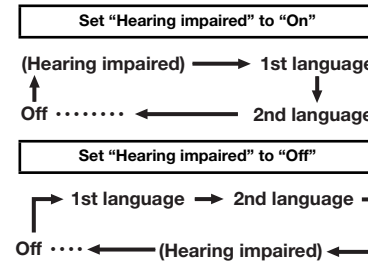 Set “Hearing impaired” to “On”
(Hearing impaired) 1st language
Off ········ 2nd language
Set “Hearing impaired” to “Off”
1st language 2nd language
Off ···· (Hearing impaired)